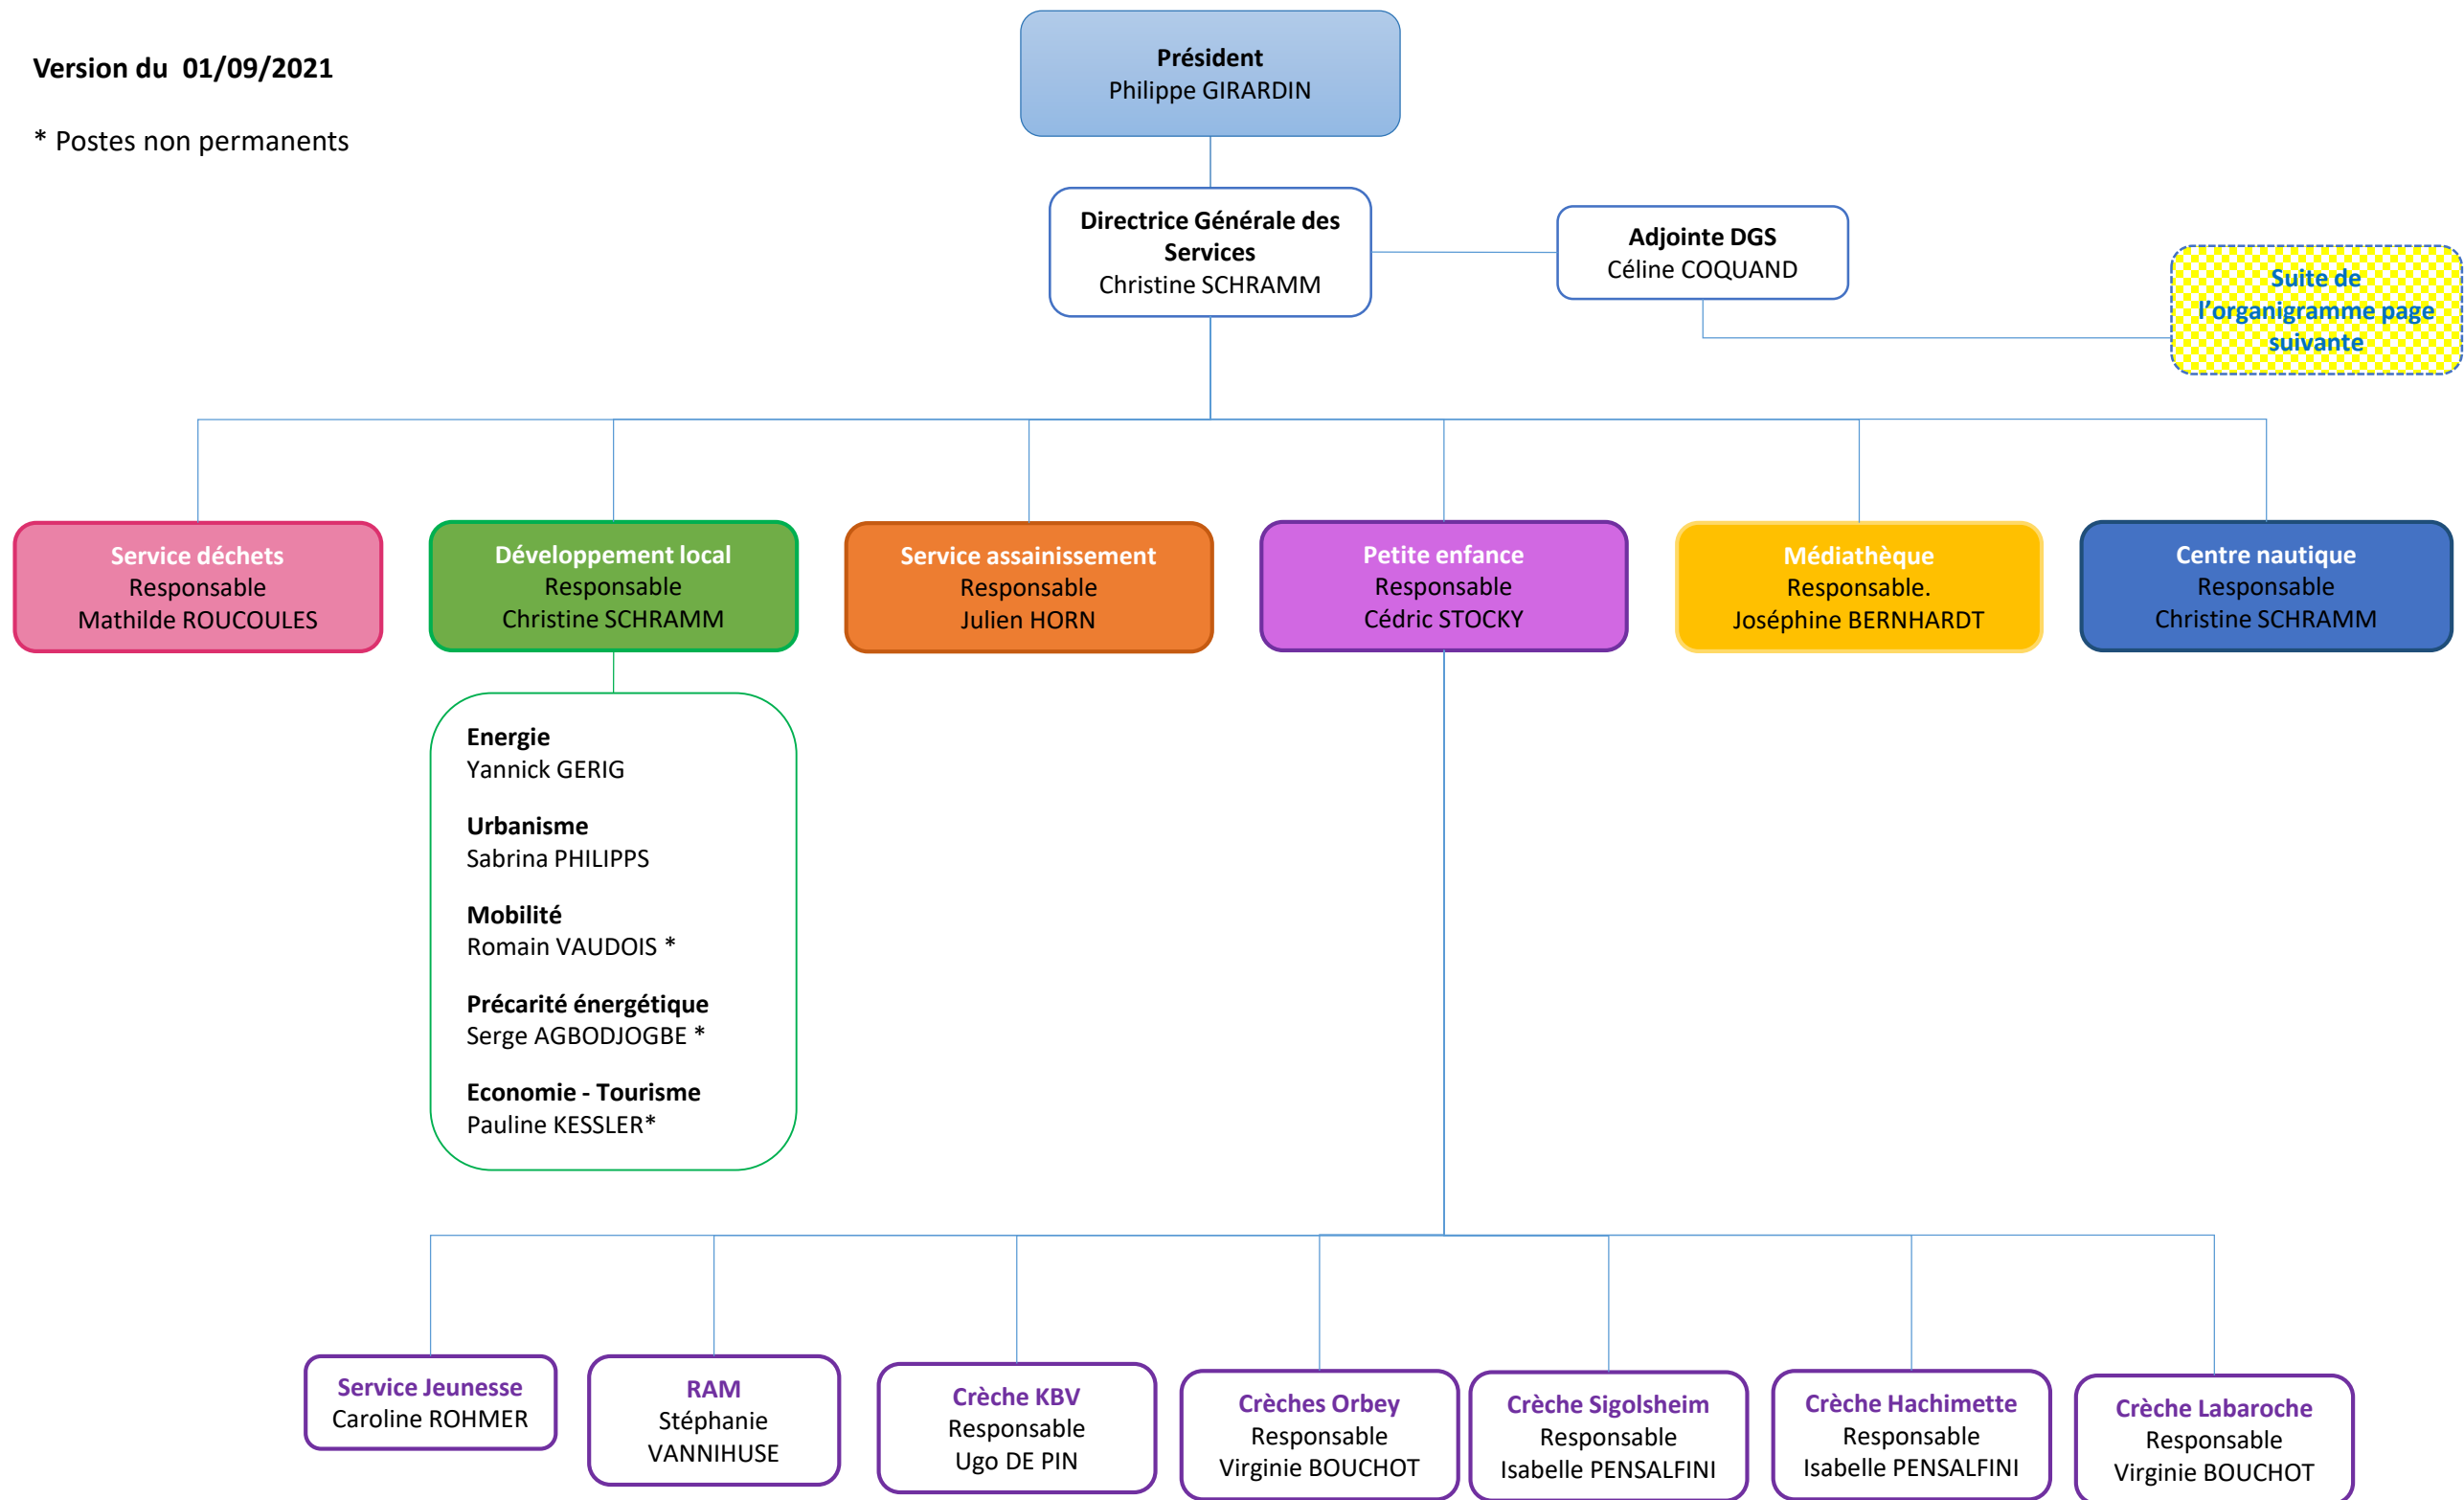 Version du 01/09/2021
* Postes non permanents
Président
Philippe GIRARDIN
Directrice Générale des
Services
Christine SCHRAMM
Adjointe DGS
Céline COQUAND
Suite de
l’organigramme page
suivante
Service déchets
Responsable
Mathilde ROUCOULES
Développement local
Responsable
Christine SCHRAMM
Service assainissement
Responsable
Julien HORN
Petite enfance
Responsable
Cédric STOCKY
Médiathèque
Responsable.
Joséphine BERNHARDT
Centre nautique
Responsable
Christine SCHRAMM
Energie
Yannick GERIG
Urbanisme
Sabrina PHILIPPS
Mobilité
Romain VAUDOIS *
Précarité énergétique
Serge AGBODJOGBE *
Economie - Tourisme
Pauline KESSLER*
Service Jeunesse
Caroline ROHMER
RAM
Stéphanie
VANNIHUSE
Crèche KBV
Responsable
Ugo DE PIN
Crèches Orbey
Responsable
Virginie BOUCHOT
Crèche Sigolsheim
Responsable
Isabelle PENSALFINI
Crèche Hachimette
Responsable
Isabelle PENSALFINI
Crèche Labaroche
Responsable
Virginie BOUCHOT